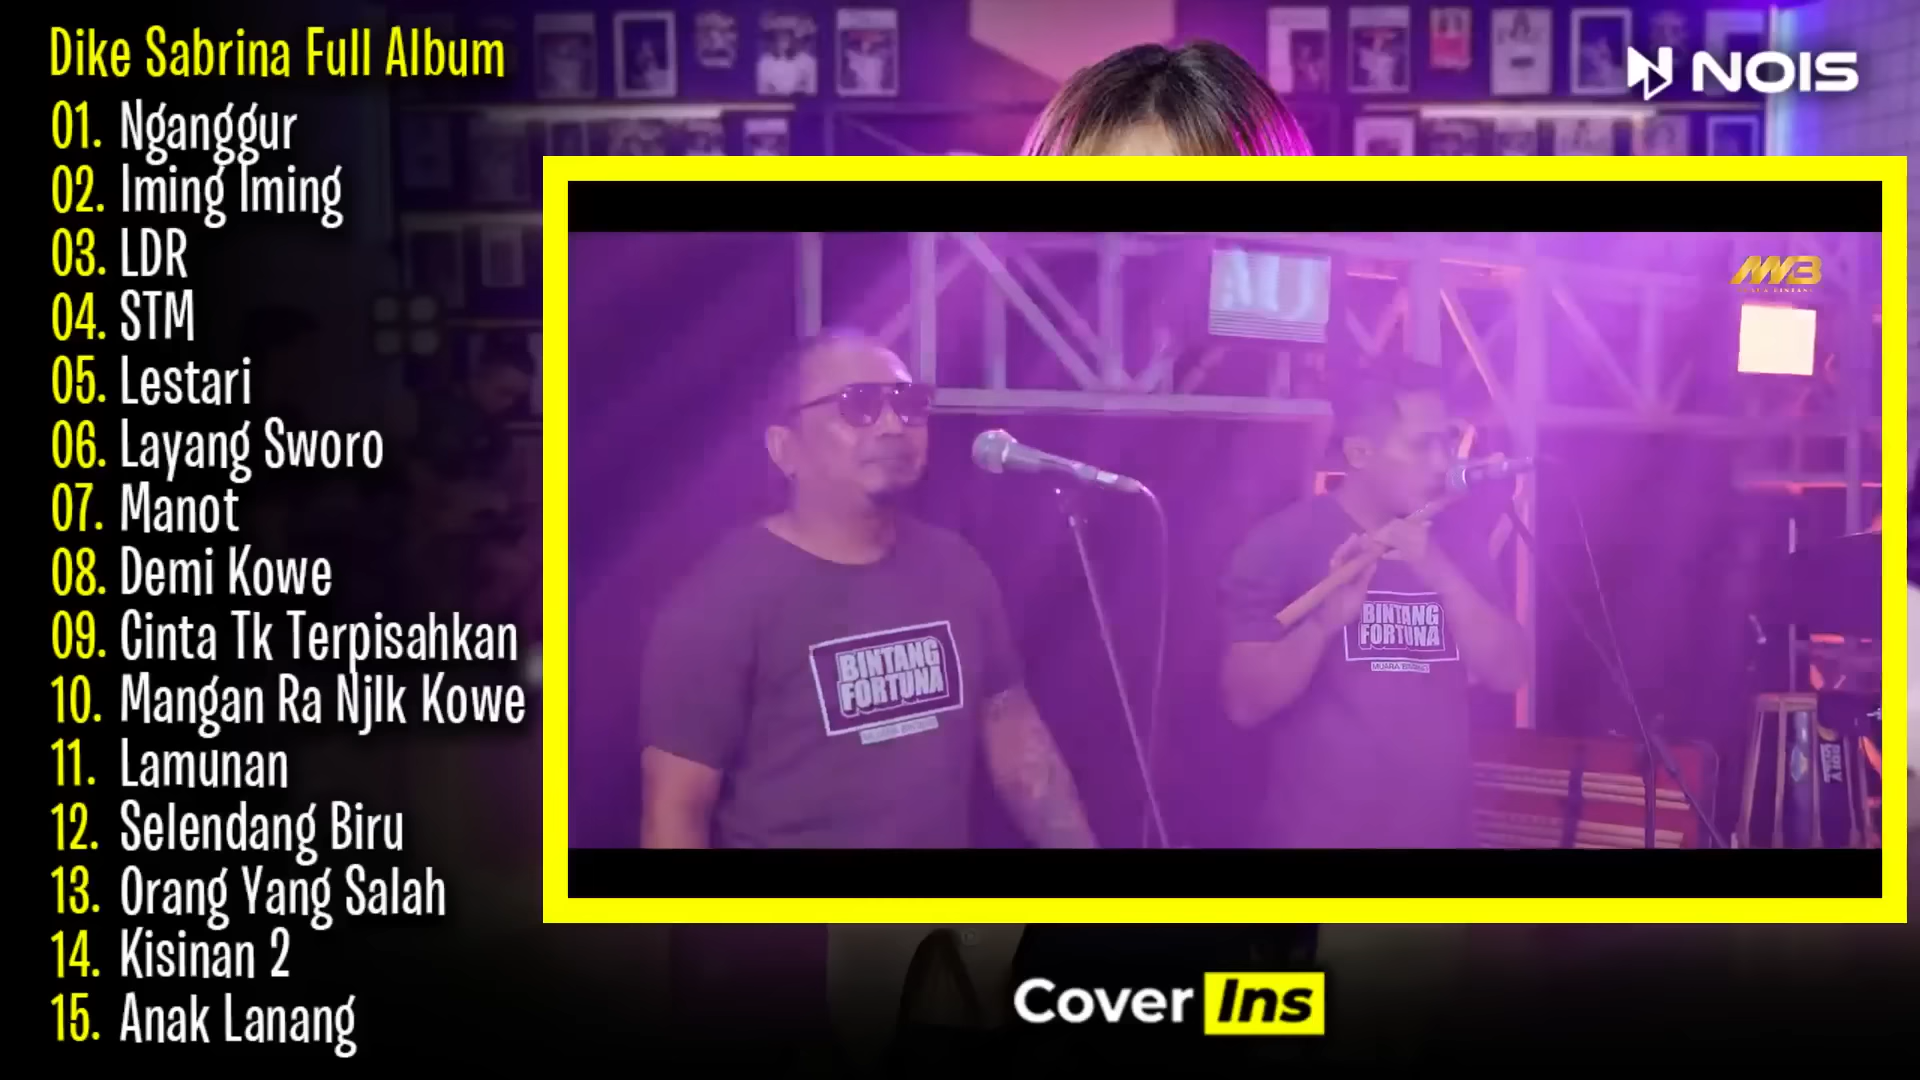 Dike Sabrina Full Album
01. Nganggur
02. Iming Iming
03. LDR
04. STM
05. Lestari
06. Layang Sworo
07. Manot
08. Demi Kowe
09. Cinta Tk Terpisahkan
10. Mangan Ra Njlk Kowe
11. Lamunan
12. Selendang Biru
13. Orang Yang Salah
14. Kisinan 2
15. Anak Lanang
NOIS
MB
BINTANG
FORTUNA
BINTANG
FORTUNA
Cover Ins